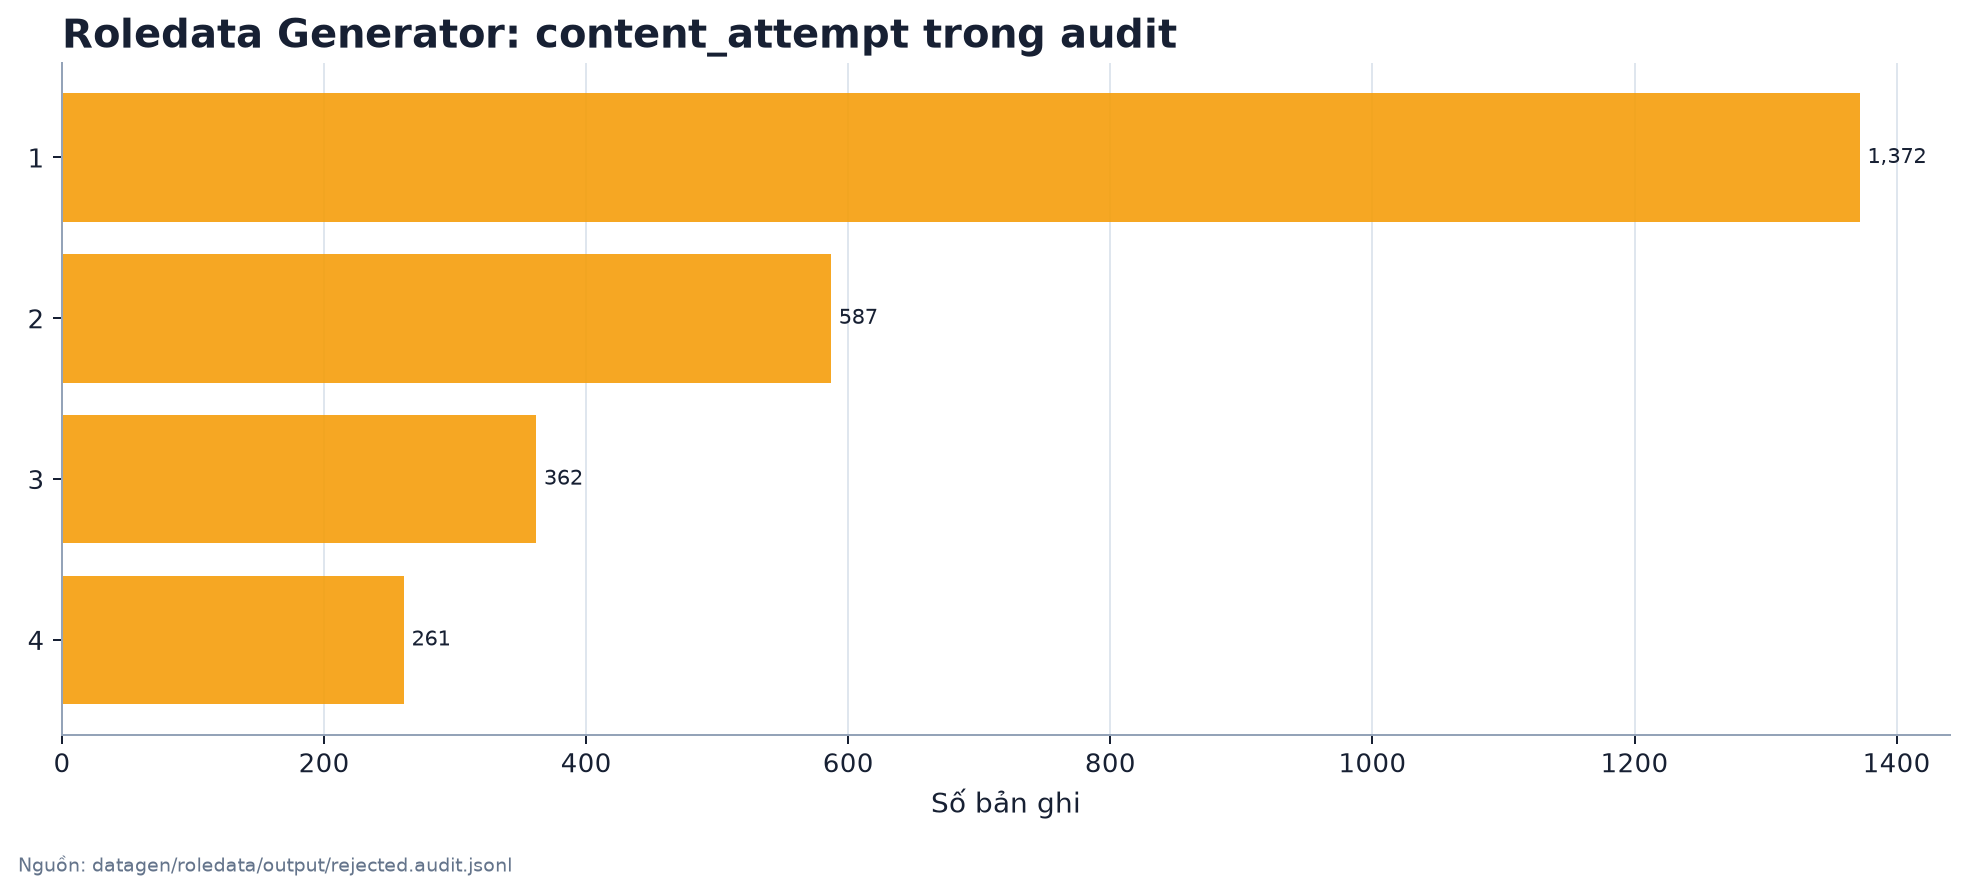 Roledata Generator: content_attempt trong audit
1
1,372
2
587
3
362
4
261
0 200 400 600 800 1000 1200 1400
Số bản ghi
Nguồn: datagen/roledata/output/rejected.audit.jsonl